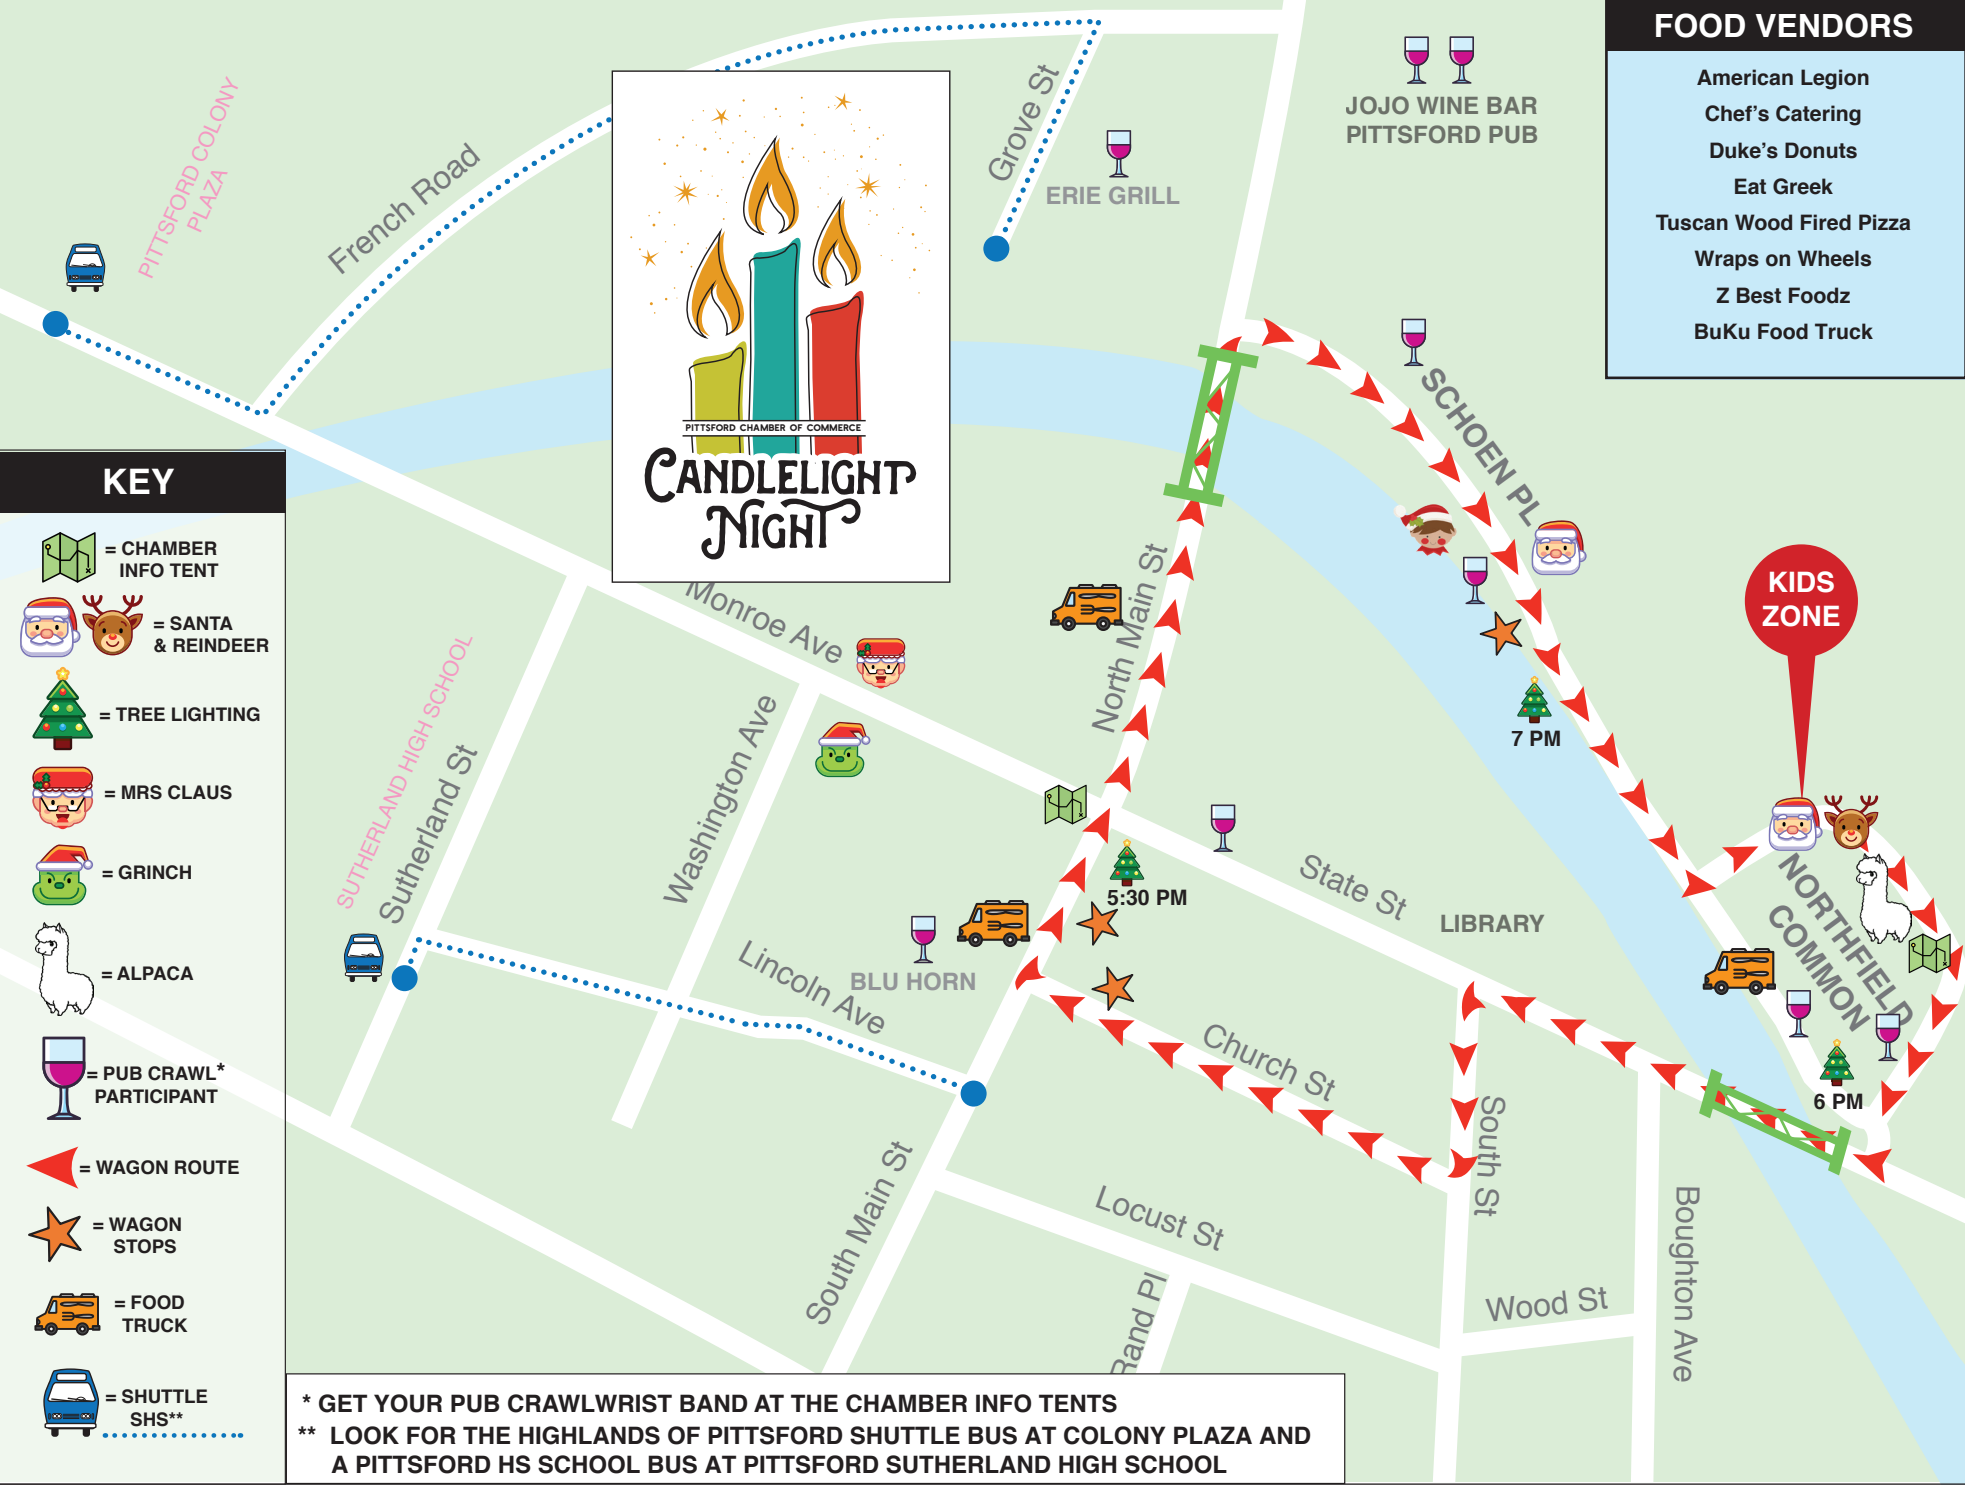 FOOD VENDORS
American Legion
Chef’s Catering
Duke’s Donuts
Eat Greek
Tuscan Wood Fired Pizza
Wraps on Wheels
Z Best Foodz
BuKu Food Truck
JOJO WINE BAR
PITTSFORD PUB
ERIE GRILL
Grove St
PITTSFORD COLONY
PLAZA
French Road
PITTSFORD CHAMBER OF COMMERCE
CANDLELIGHT
NIGHT
SCHOEN PL
KIDS
ZONE
North Main St
Monroe Ave
7 PM
SUTHERLAND HIGH SCHOOL
Sutherland St
Washington Ave
5:30 PM
State St
LIBRARY
NORTHFIELD
COMMON
Lincoln Ave
BLU HORN
Church St
6 PM
South St
South Main St
Locust St
Rand Pl
Wood St
Boughton Ave
KEY
= CHAMBER
INFO TENT
= SANTA
& REINDEER
= TREE LIGHTING
= MRS CLAUS
= GRINCH
= ALPACA
= PUB CRAWL*
PARTICIPANT
= WAGON ROUTE
= WAGON
STOPS
= FOOD
TRUCK
= SHUTTLE
SHS**
* GET YOUR PUB CRAWLWRIST BAND AT THE CHAMBER INFO TENTS
** LOOK FOR THE HIGHLANDS OF PITTSFORD SHUTTLE BUS AT COLONY PLAZA AND
A PITTSFORD HS SCHOOL BUS AT PITTSFORD SUTHERLAND HIGH SCHOOL